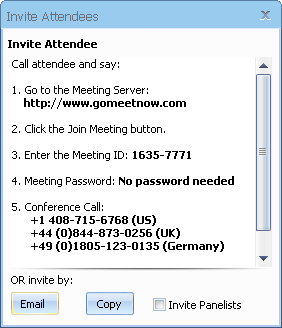 Invite Attendees
Invite Attendee
Call attendee and say:
1. Go to the Meeting Server:
http://www.gomeetnow.com
2. Click the Join Meeting button.
3. Enter the Meeting ID: 1635-7771
4. Meeting Password: No password needed
5. Conference Call:
+1 408-715-6768 (US)
+44 (0)844-873-0256 (UK)
+49 (0)1805-123-0135 (Germany)
OR invite by:
Email Copy Invite Panelists